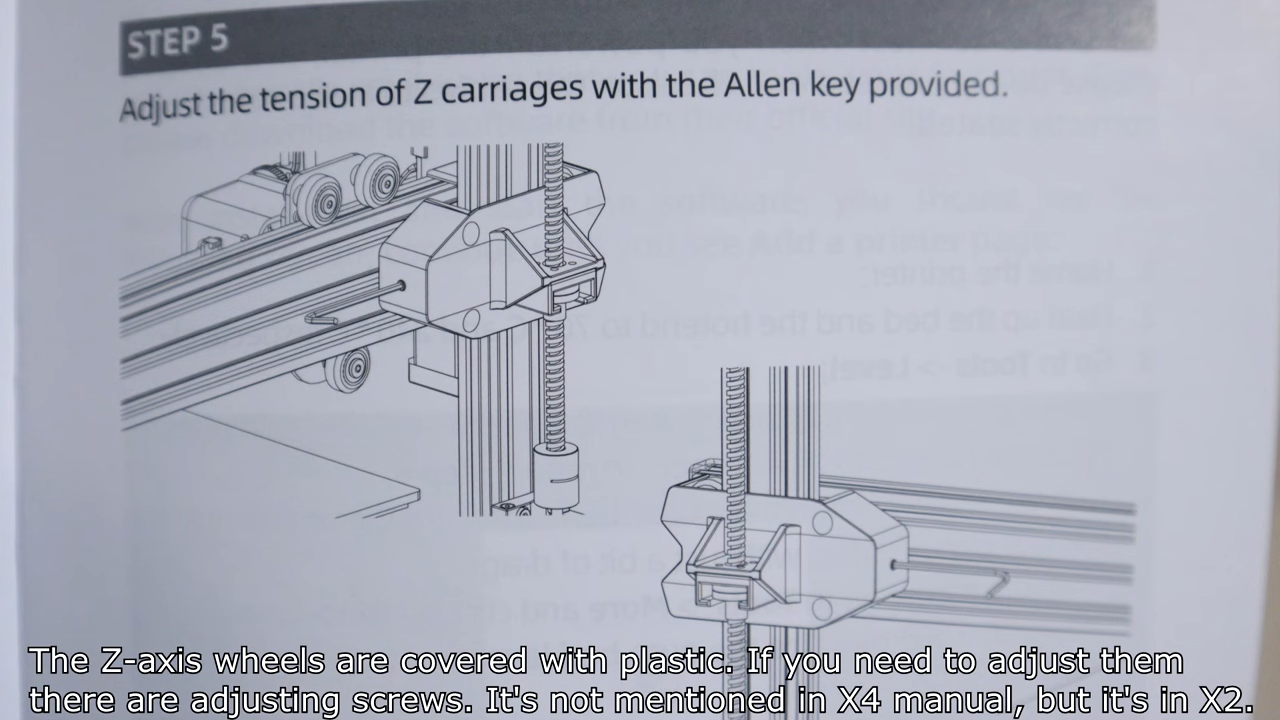 STEP 5
Adjust the tension of Z carriages with the Allen key provided.
The Z-axis wheels are covered with plastic. If you need to adjust them
there are adjusting screws. It's not mentioned in X4 manual, but it's in X2.